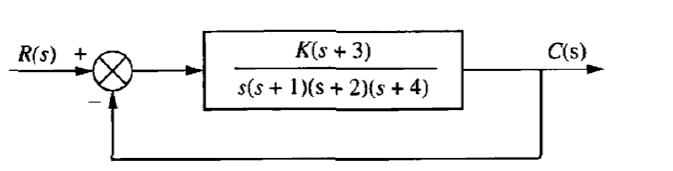 R(s) +
K(s + 3)
C(s)
s(s + 1)(s + 2)(s + 4)
−